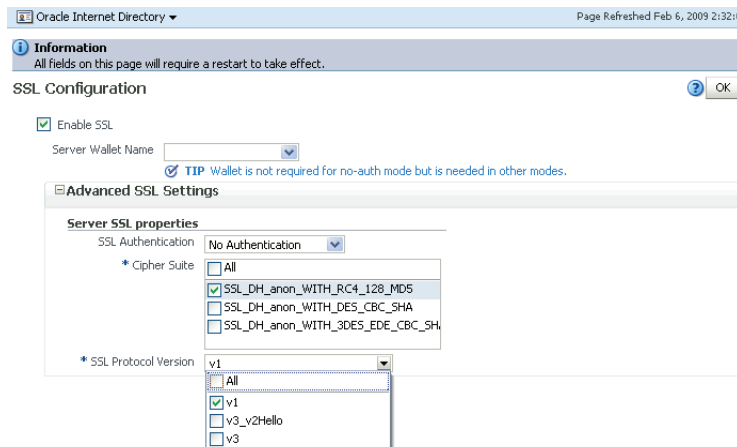 Oracle Internet Directory
Page Refreshed Feb 6, 2009 2:32:
Information
All fields on this page will require a restart to take effect.
SSL Configuration
OK
Enable SSL
Server Wallet Name
TIP Wallet is not required for no-auth mode but is needed in other modes.
Advanced SSL Settings
Server SSL properties
SSL Authentication No Authentication
* Cipher Suite All
SSL_DH_anon_WITH_RC4_128_MD5
SSL_DH_anon_WITH_DES_CBC_SHA
SSL_DH_anon_WITH_3DES_EDE_CBC_SH
* SSL Protocol Version v1
All
v1
v3_v2Hello
v3